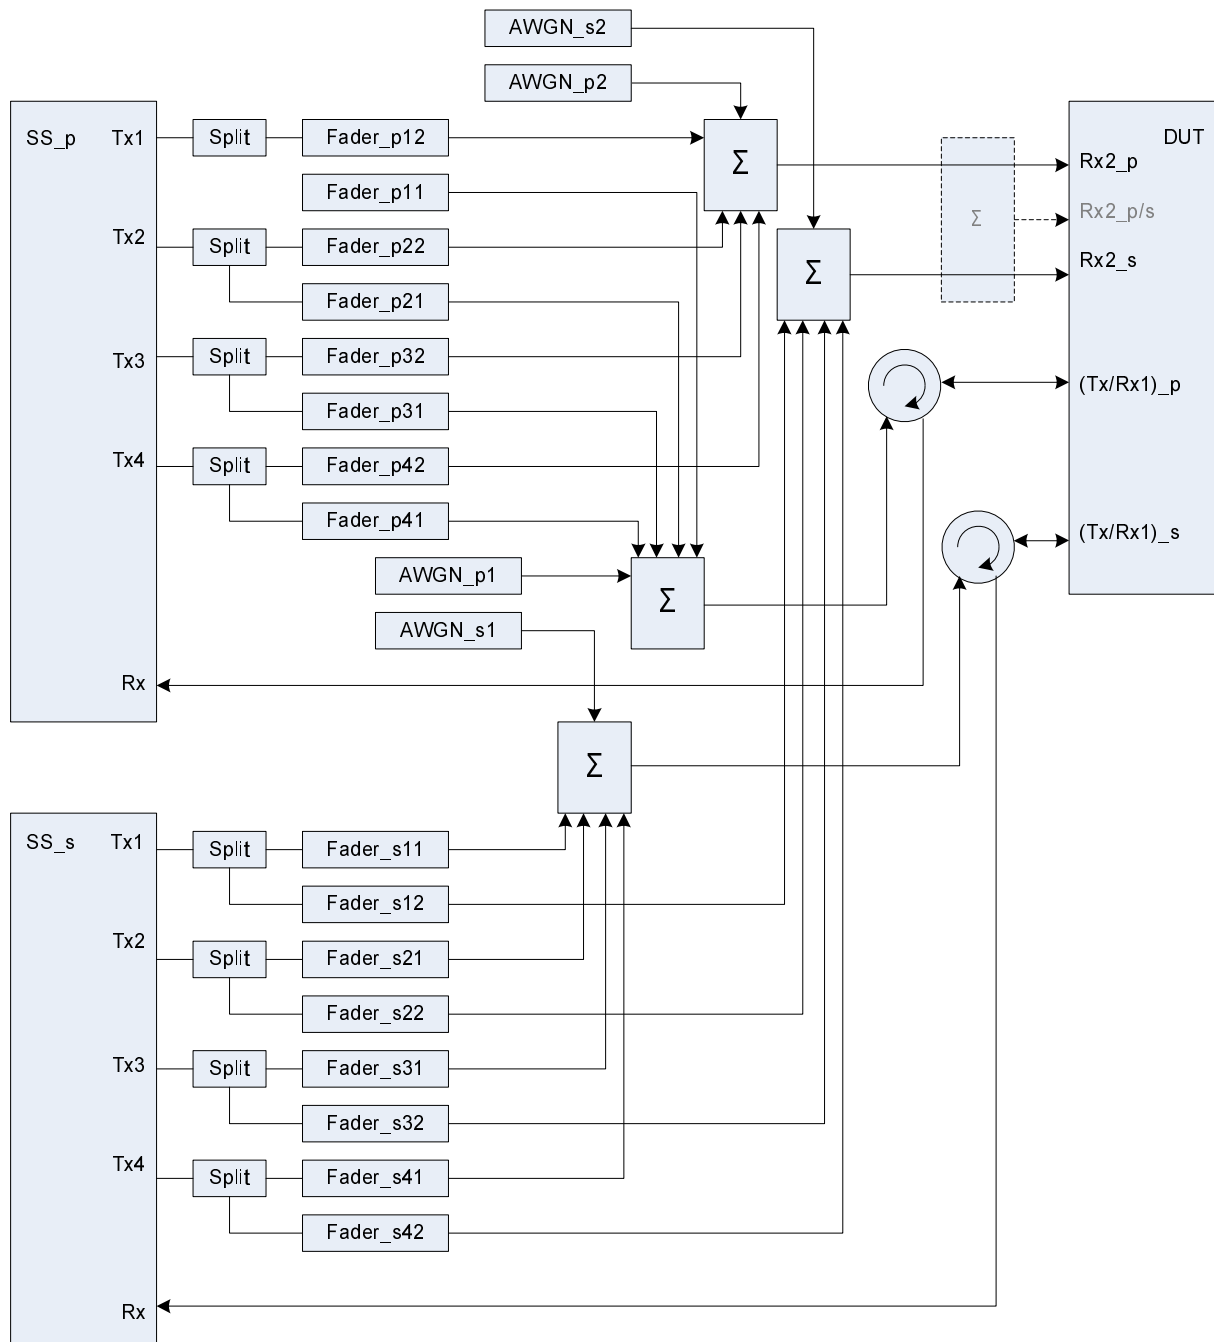 AWGN_s2
AWGN_p2
SS_p
Tx1
Split
Fader_p12
Σ
DUT
Rx2_p
Fader_p11
Σ
Rx2_p/s
Tx2
Split
Fader_p22
Σ
Rx2_s
Fader_p21
Tx3
Split
Fader_p32
(Tx/Rx1)_p
Fader_p31
Tx4
Split
Fader_p42
Fader_p41
(Tx/Rx1)_s
AWGN_p1
Σ
AWGN_s1
Rx
Σ
SS_s
Tx1
Split
Fader_s11
Fader_s12
Tx2
Split
Fader_s21
Fader_s22
Tx3
Split
Fader_s31
Fader_s32
Tx4
Split
Fader_s41
Fader_s42
Rx